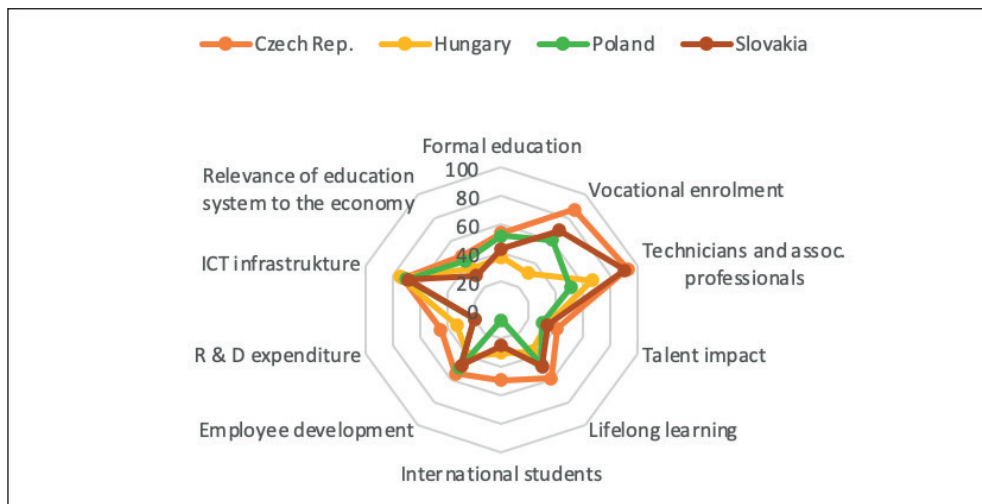 Czech Rep. Hungary Poland Slovakia
Formal education
100
80
60
40
20
0
Vocational enrolment
Technicians and assoc.
professionals
Talent impact
Lifelong learning
International students
Employee development
R & D expenditure
ICT infrastrukture
Relevance of education
system to the economy